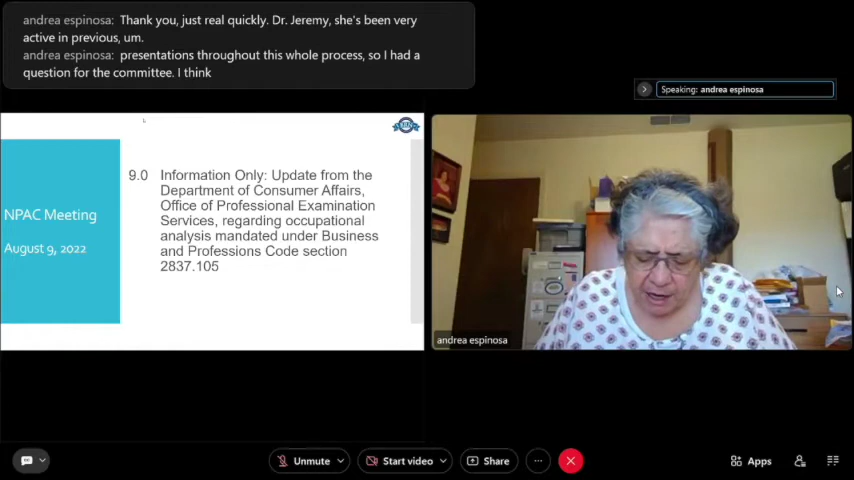 andrea espinosa: Thank you, just real quickly. Dr. Jeremy, she's been very
active in previous, um.
andrea espinosa: presentations throughout this whole process, so I had a
question for the committee. I think
Speaking: andrea espinosa
NPAC Meeting
August 9, 2022
9.0 Information Only: Update from the
Department of Consumer Affairs,
Office of Professional Examination
Services, regarding occupational
analysis mandated under Business
and Professions Code section
2837.105
andrea espinosa
Unmute
Start video
Share
Apps